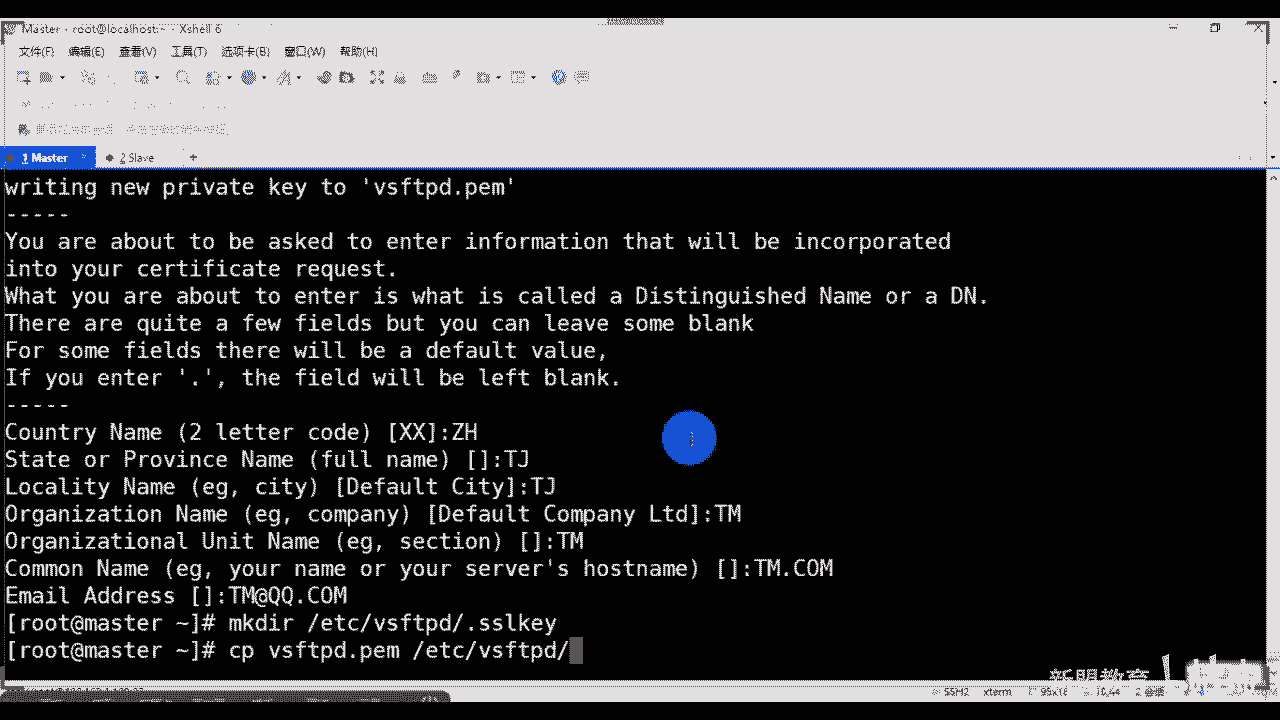 Master - root@localhost:~ - Xshell 6
文件(F) 编辑(E) 查看(V) 工具(T) 选项卡(B) 窗口(W) 帮助(H)
1 Master 2 Slave +
writing new private key to 'vsftpd.pem'
-----
You are about to be asked to enter information that will be incorporated
into your certificate request.
What you are about to enter is what is called a Distinguished Name or a DN.
There are quite a few fields but you can leave some blank
For some fields there will be a default value,
If you enter '.', the field will be left blank.
-----
Country Name (2 letter code) [XX]:ZH
State or Province Name (full name) []:TJ
Locality Name (eg, city) [Default City]:TJ
Organization Name (eg, company) [Default Company Ltd]:TM
Organizational Unit Name (eg, section) []:TM
Common Name (eg, your name or your server's hostname) []:TM.COM
Email Address []:TM@QQ.COM
[root@master ~]# mkdir /etc/vsftpd/.sslkey
[root@master ~]# cp vsftpd.pem /etc/vsftpd/
SSH2 xterm